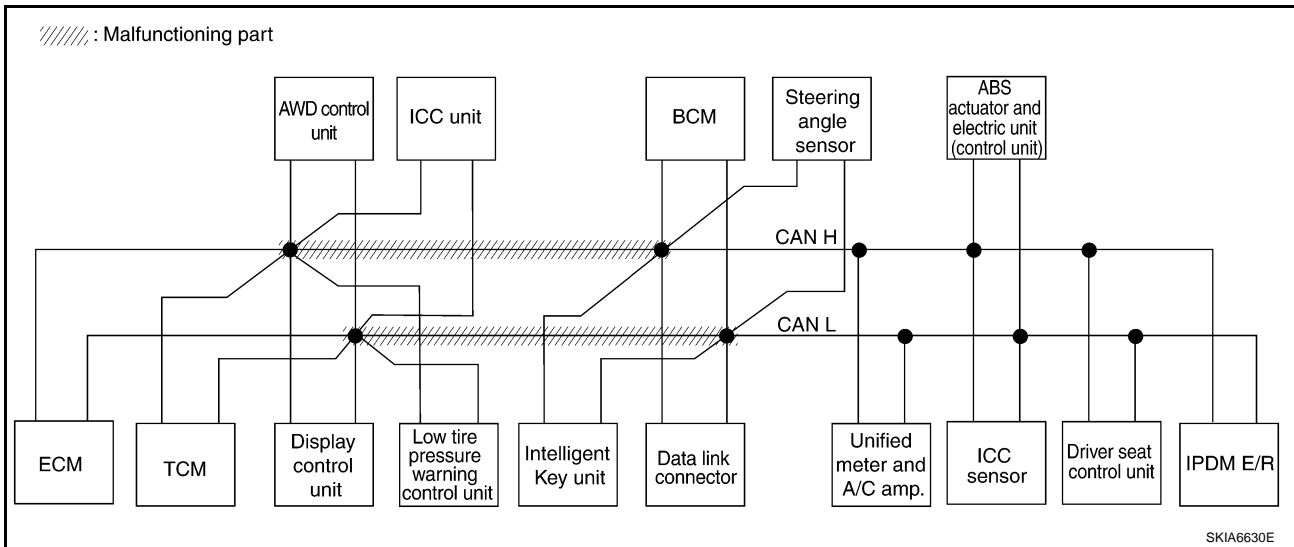 : Malfunctioning part
AWD control
unit
ICC unit
BCM
Steering
angle
sensor
ABS
actuator and
electric unit
(control unit)
CAN H
CAN L
ECM
TCM
Display
control
unit
Low tire
pressure
warning
control unit
Intelligent
Key unit
Data link
connector
Unified
meter and
A/C amp.
ICC
sensor
Driver seat
control unit
IPDM E/R
SKIA6630E